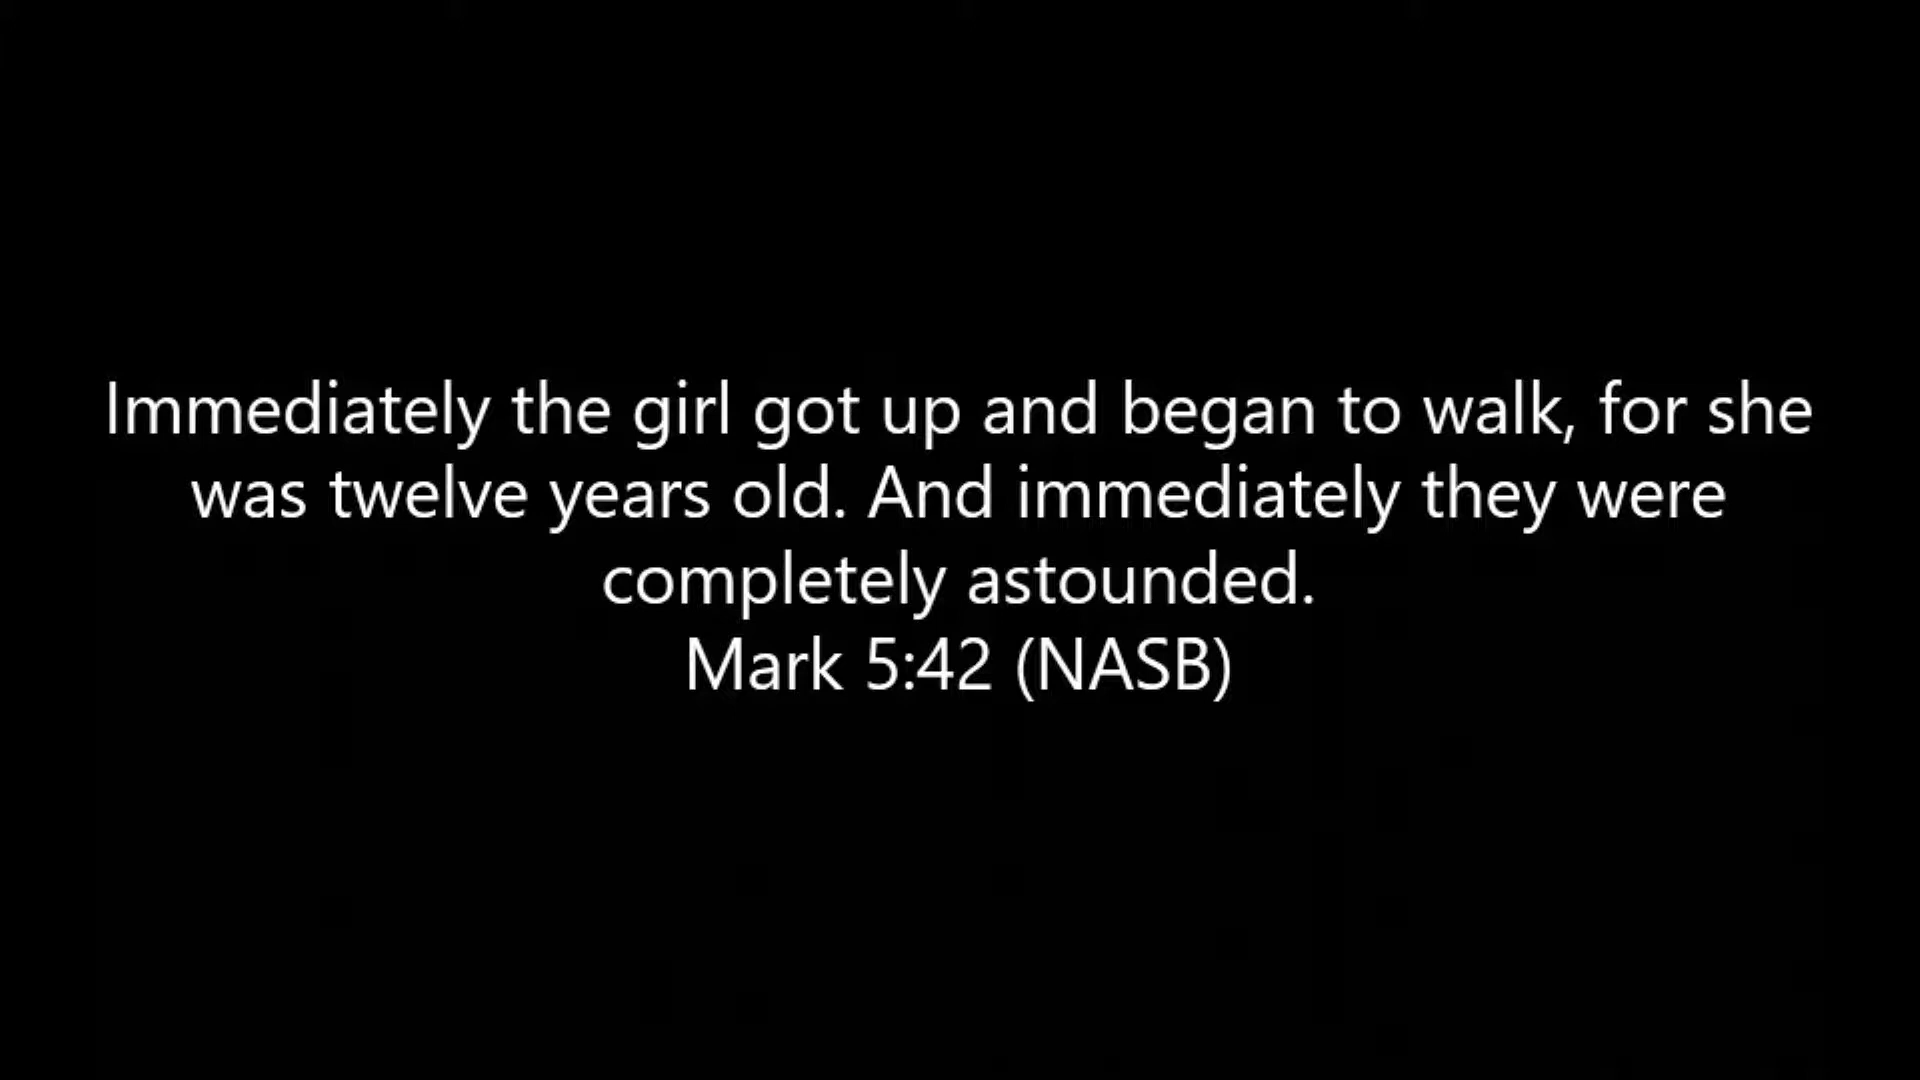 Immediately the girl got up and began to walk, for she
was twelve years old. And immediately they were
completely astounded.
Mark 5:42 (NASB)